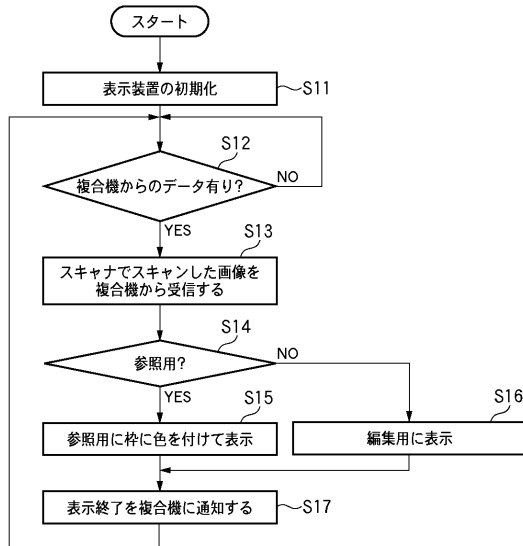 スタート
表示装置の初期化
S11
S12
複合機からのデータ有り?
NO
YES
S13
スキャナでスキャンした画像を
複合機から受信する
S14
参照用?
NO
YES
S15
参照用に枠に色を付けて表示
S16
編集用に表示
表示終了を複合機に通知する
S17